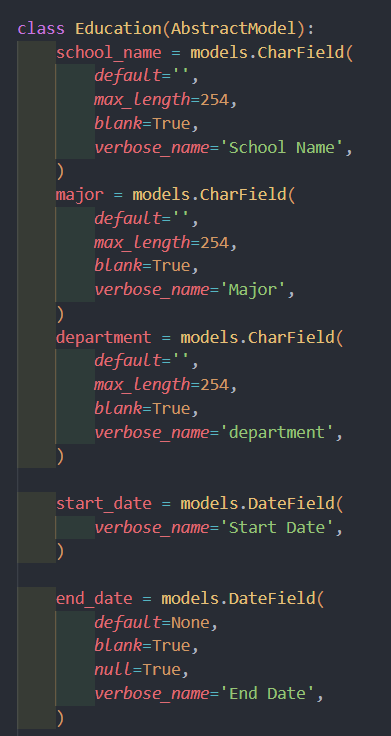 class Education(AbstractModel):
    school_name = models.CharField(
        default='',
        max_length=254,
        blank=True,
        verbose_name='School Name',
    )
    major = models.CharField(
        default='',
        max_length=254,
        blank=True,
        verbose_name='Major',
    )
    department = models.CharField(
        default='',
        max_length=254,
        blank=True,
        verbose_name='department',
    )

    start_date = models.DateField(
        verbose_name='Start Date',
    )

    end_date = models.DateField(
        default=None,
        blank=True,
        null=True,
        verbose_name='End Date',
    )